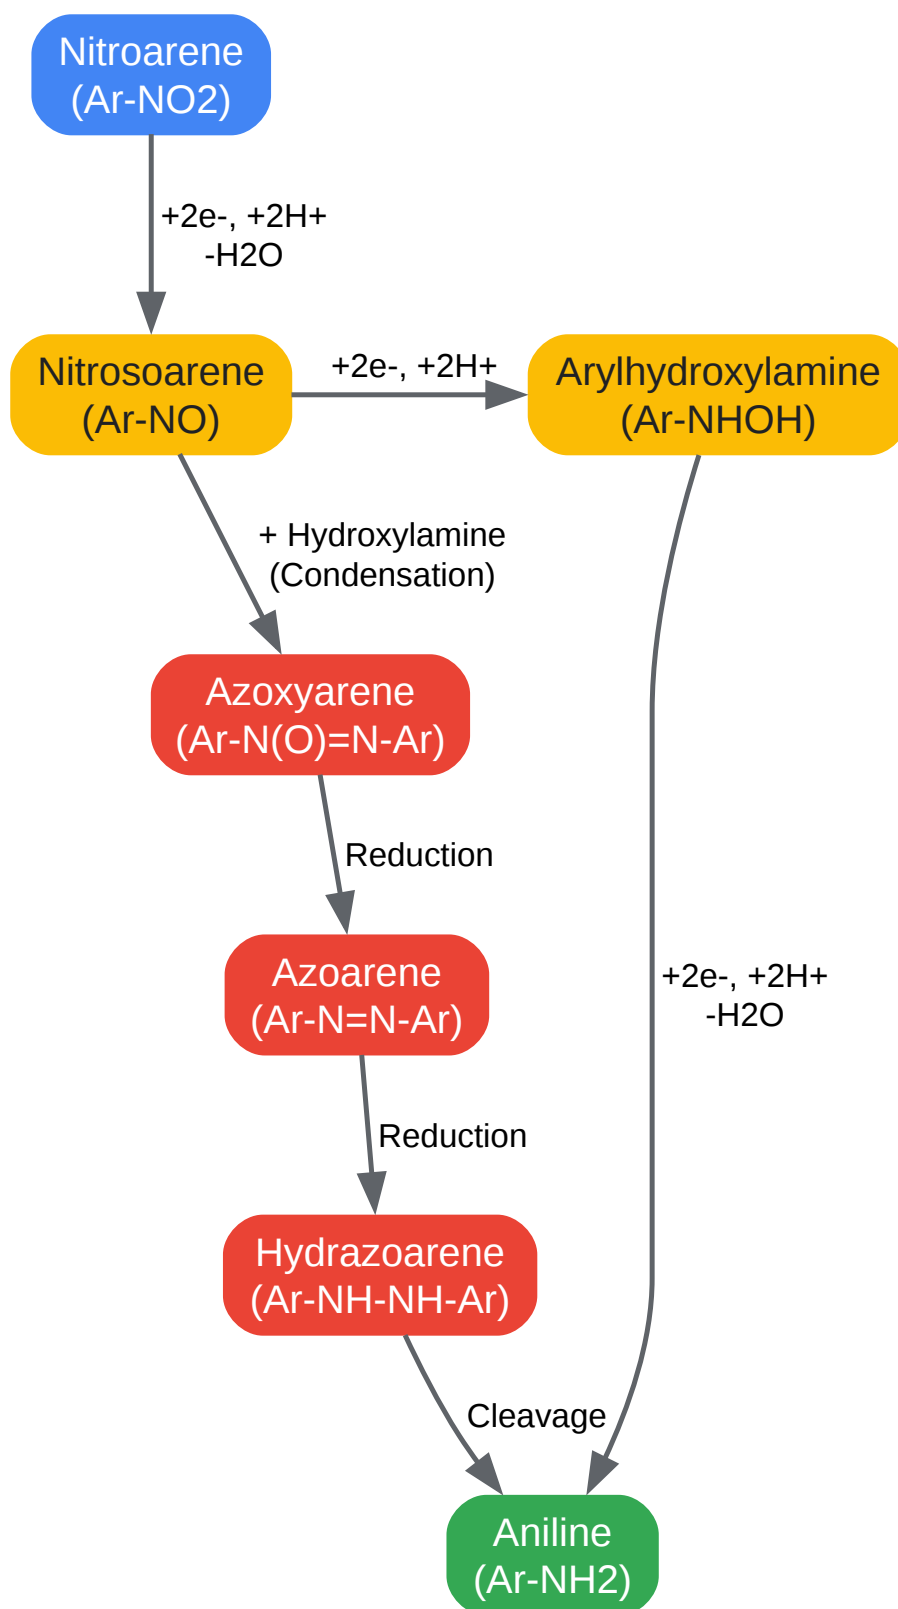 Nitroarene
(Ar-NO2)
+2e-, +2H+
-H2O
Nitrosoarene
(Ar-NO)
+2e-, +2H+
Arylhydroxylamine
(Ar-NHOH)
+ Hydroxylamine
(Condensation)
Azoxyarene
(Ar-N(O)=N-Ar)
Reduction
Azoarene
(Ar-N=N-Ar)
+2e-, +2H+
-H2O
Reduction
Hydrazoarene
(Ar-NH-NH-Ar)
Cleavage
Aniline
(Ar-NH2)